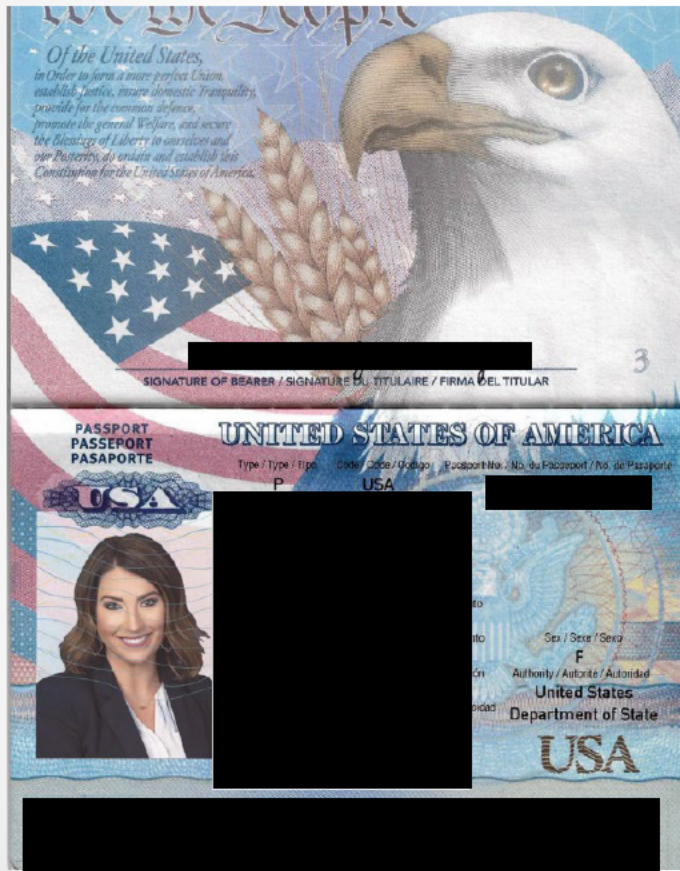 We the People
Of the United States,
in Order to form a more perfect Union,
establish Justice, insure domestic Tranquility,
provide for the common defence,
promote the general Welfare, and secure
the Blessings of Liberty to ourselves and
our Posterity, do ordain and establish this
Constitution for the United States of America.
SIGNATURE OF BEARER / SIGNATURE DU TITULAIRE / FIRMA DEL TITULAR
3
PASSPORT
PASSEPORT
PASAPORTE
UNITED STATES OF AMERICA
Type / Type / Tipo Code / Code / Codigo Passport No. / No. du Passeport / No. de Pasaporte
P USA
USA
Sex / Sexe / Sexo
F
Authority / Autorité / Autoridad
United States
Department of State
USA